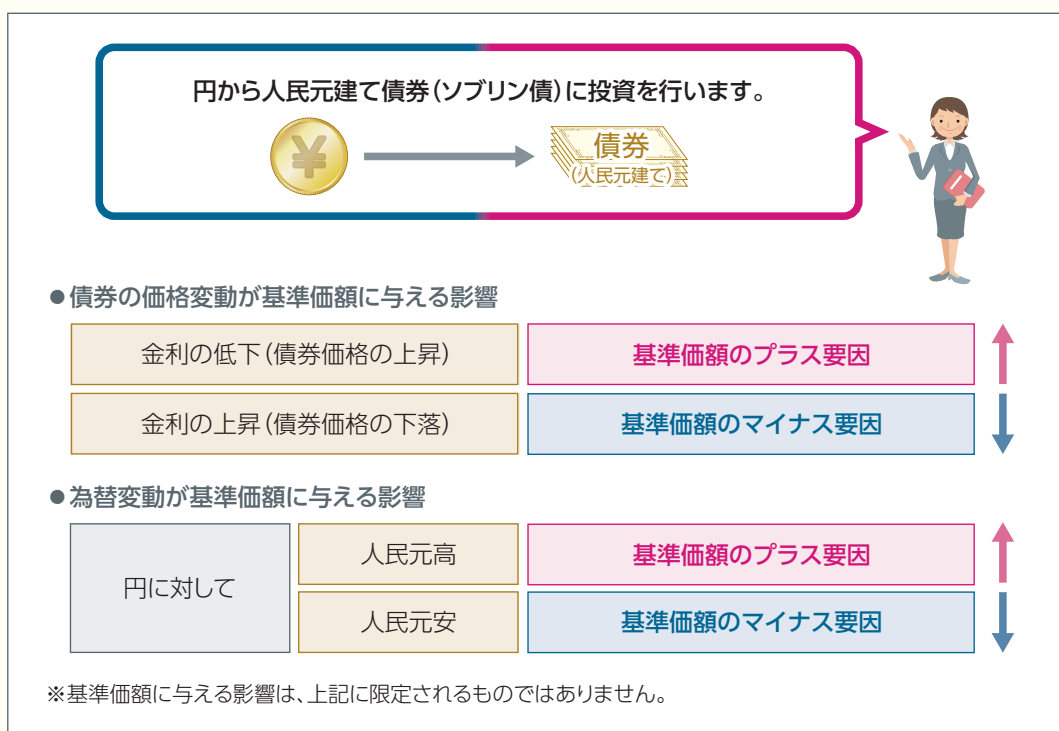 円から人民元建て債券(ソブリン債)に投資を行います。
¥
債券
(人民元建て)
●債券の価格変動が基準価額に与える影響
金利の低下(債券価格の上昇)
基準価額のプラス要因
金利の上昇(債券価格の下落)
基準価額のマイナス要因
●為替変動が基準価額に与える影響
円に対して
人民元高
基準価額のプラス要因
人民元安
基準価額のマイナス要因
※基準価額に与える影響は、上記に限定されるものではありません。